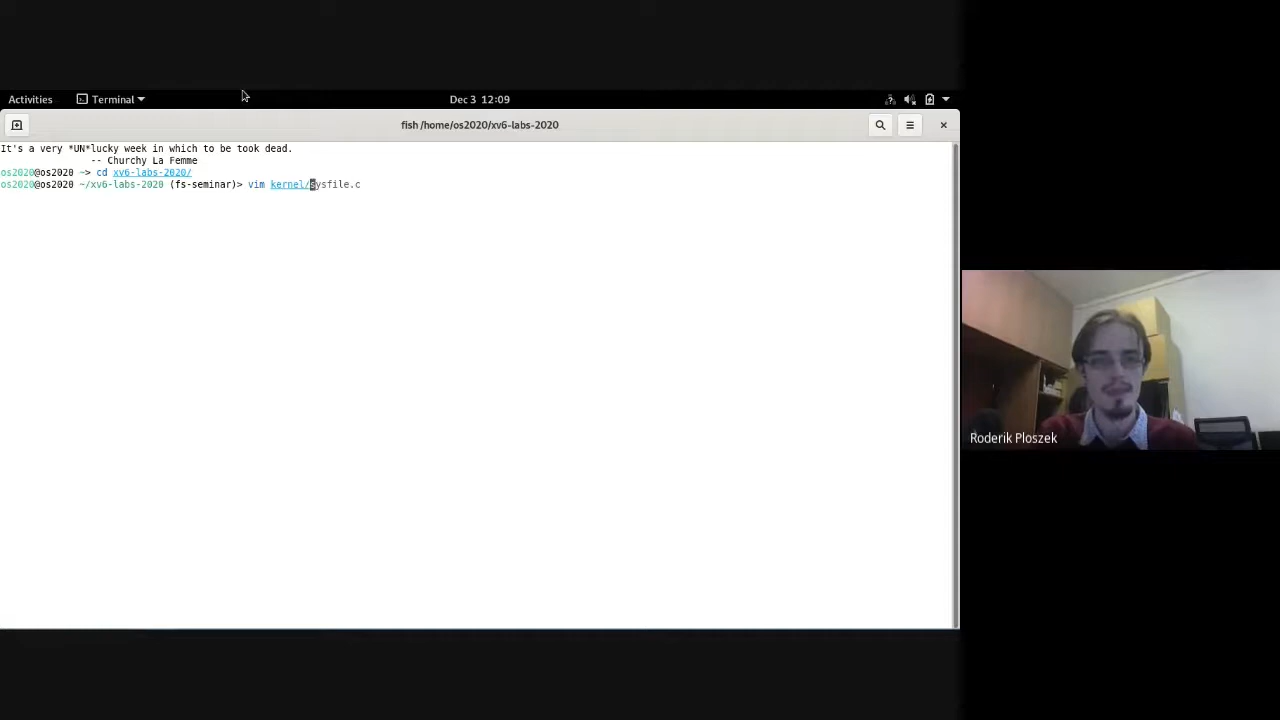 Activities
Terminal
Dec 3 12:09
fish /home/os2020/xv6-labs-2020
It's a very *UN*lucky week in which to be took dead.
-- Churchy La Femme
os2020@os2020 ~> cd xv6-labs-2020/
os2020@os2020 ~/xv6-labs-2020 (fs-seminar)> vim kernel/sysfile.c
Roderik Ploszek